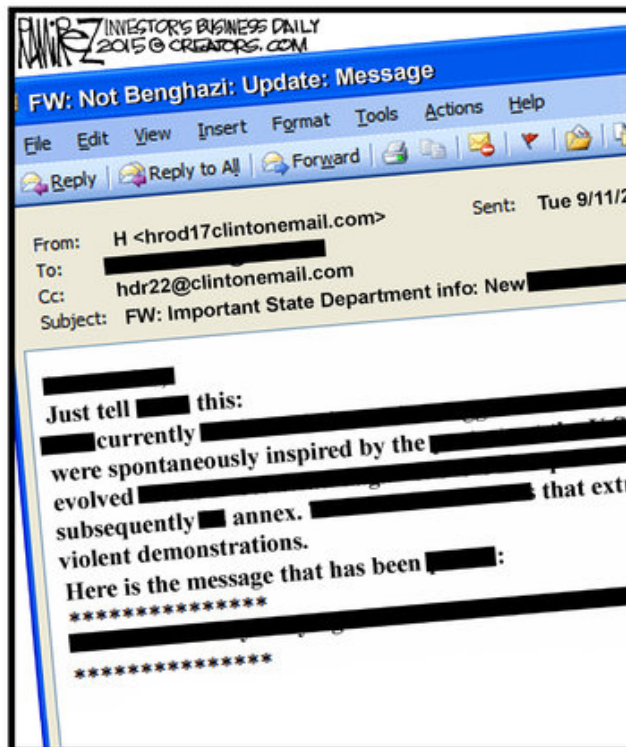 RAMIREZ INVESTOR'S BUSINESS DAILY
2015 © CREATORS.COM
FW: Not Benghazi: Update: Message
File Edit View Insert Format Tools Actions Help
Reply Reply to All Forward
From: H <hrod17clintonemail.com> Sent: Tue 9/11/2
To:
Cc: hdr22@clintonemail.com
Subject: FW: Important State Department info: New
Just tell this:
currently
were spontaneously inspired by the
evolved
subsequently annex. that ext
violent demonstrations.
Here is the message that has been :
***************
***************